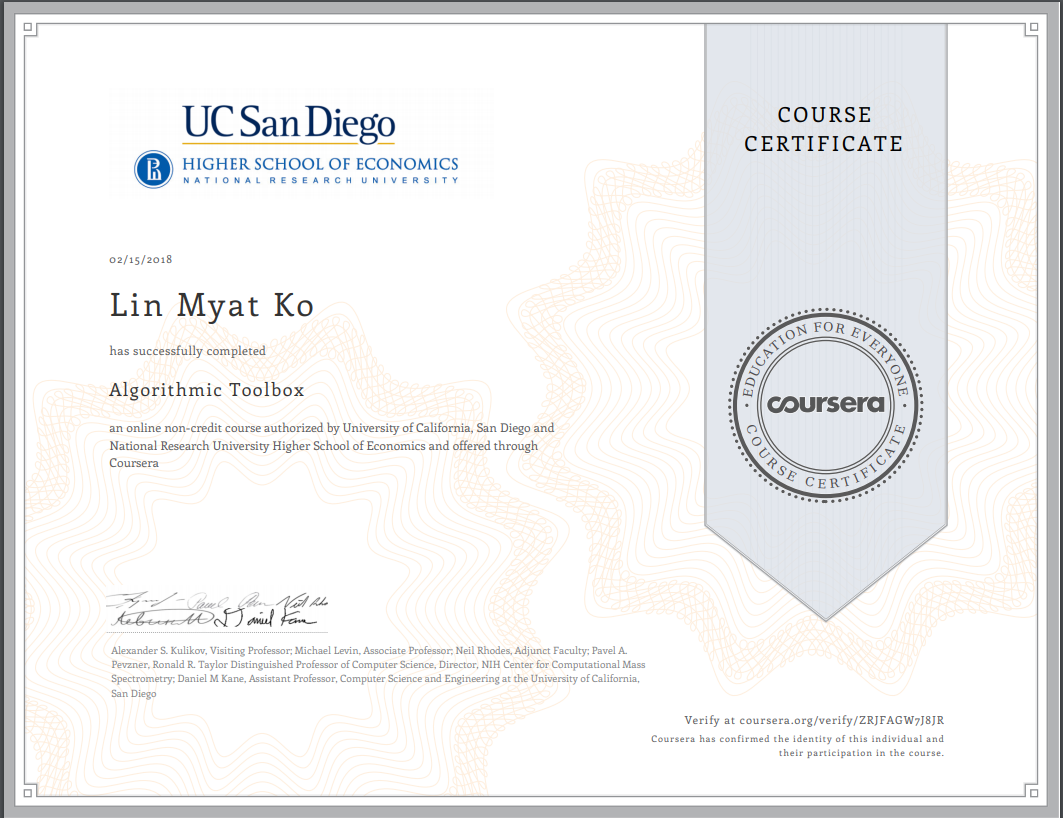 UC San Diego
HIGHER SCHOOL OF ECONOMICS
NATIONAL RESEARCH UNIVERSITY
COURSE
CERTIFICATE
02/15/2018
Lin Myat Ko
has successfully completed
Algorithmic Toolbox
an online non-credit course authorized by University of California, San Diego and
National Research University Higher School of Economics and offered through
Coursera
EDUCATION FOR EVERYONE
coursera
COURSE CERTIFICATE
Alexander S. Kulikov, Visiting Professor; Michael Levin, Associate Professor; Neil Rhodes, Adjunct Faculty; Pavel A.
Pevzner, Ronald R. Taylor Distinguished Professor of Computer Science, Director, NIH Center for Computational Mass
Spectrometry; Daniel M Kane, Assistant Professor, Computer Science and Engineering at the University of California,
San Diego
Verify at coursera.org/verify/ZRJFAGW7J8JR
Coursera has confirmed the identity of this individual and
their participation in the course.